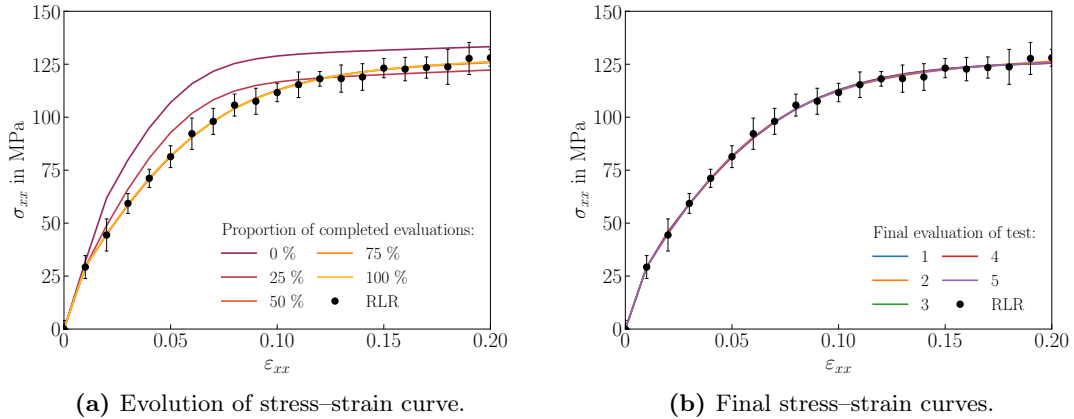 150
125
100
75
50
25
0
σxx in MPa
0 0.05 0.10 0.15 0.20
εxx
Proportion of completed evaluations:
0 % 75 %
25 % 100 %
50 % RLR
(a) Evolution of stress–strain curve.
150
125
100
75
50
25
0
σxx in MPa
0 0.05 0.10 0.15 0.20
εxx
Final evaluation of test:
1 4
2 5
3 RLR
(b) Final stress–strain curves.